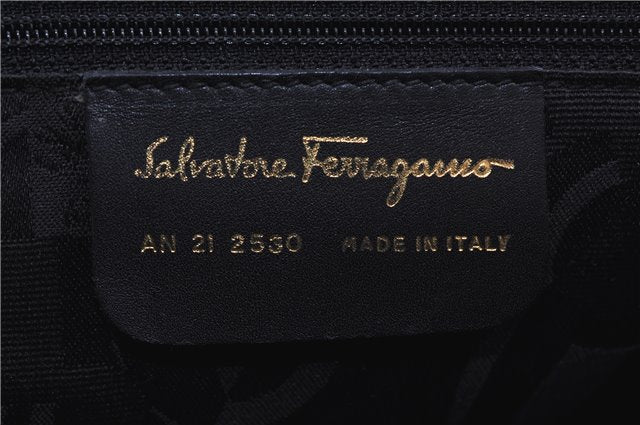 Salvatore Ferragamo
AN 21 2530 MADE IN ITALY